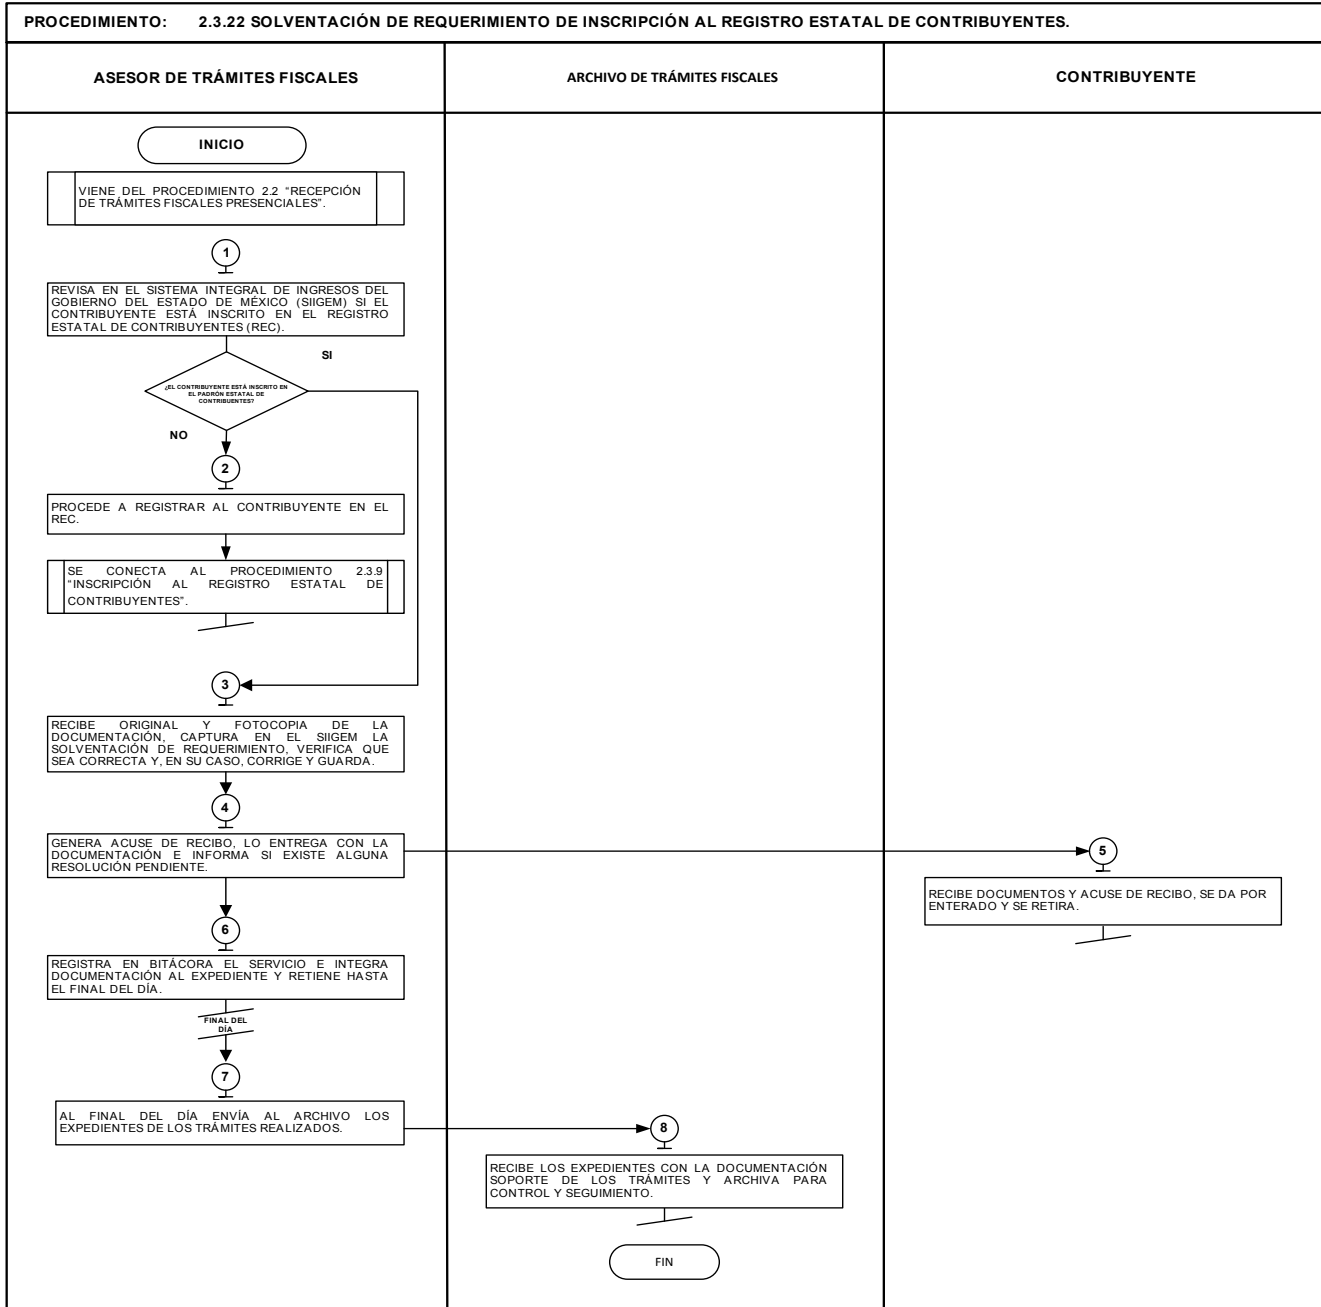 PROCEDIMIENTO: 2.3.22 SOLVENTACIÓN DE REQUERIMIENTO DE INSCRIPCIÓN AL REGISTRO ESTATAL DE CONTRIBUYENTES.
ASESOR DE TRÁMITES FISCALES
ARCHIVO DE TRÁMITES FISCALES
CONTRIBUYENTE
INICIO
VIENE DEL PROCEDIMIENTO 2.2 “RECEPCIÓN
DE TRÁMITES FISCALES PRESENCIALES”.
1
REVISA EN EL SISTEMA INTEGRAL DE INGRESOS DEL
GOBIERNO DEL ESTADO DE MÉXICO (SIIGEM) SI EL
CONTRIBUYENTE ESTÁ INSCRITO EN EL REGISTRO
ESTATAL DE CONTRIBUYENTES (REC).
SI
¿EL CONTRIBUYENTE ESTÁ INSCRITO EN
EL PADRÓN ESTATAL DE
CONTRIBUENTES?
NO
2
PROCEDE A REGISTRAR AL CONTRIBUYENTE EN EL
REC.
SE CONECTA AL PROCEDIMIENTO 2.3.9
“INSCRIPCIÓN AL REGISTRO ESTATAL DE
CONTRIBUYENTES”.
3
RECIBE ORIGINAL Y FOTOCOPIA DE LA
DOCUMENTACIÓN, CAPTURA EN EL SIIGEM LA
SOLVENTACIÓN DE REQUERIMIENTO, VERIFICA QUE
SEA CORRECTA Y, EN SU CASO, CORRIGE Y GUARDA.
4
GENERA ACUSE DE RECIBO, LO ENTREGA CON LA
DOCUMENTACIÓN E INFORMA SI EXISTE ALGUNA
RESOLUCIÓN PENDIENTE.
5
RECIBE DOCUMENTOS Y ACUSE DE RECIBO, SE DA POR
ENTERADO Y SE RETIRA.
6
REGISTRA EN BITÁCORA EL SERVICIO E INTEGRA
DOCUMENTACIÓN AL EXPEDIENTE Y RETIENE HASTA
EL FINAL DEL DÍA.
FINAL DEL
DÍA
7
AL FINAL DEL DÍA ENVÍA AL ARCHIVO LOS
EXPEDIENTES DE LOS TRÁMITES REALIZADOS.
8
RECIBE LOS EXPEDIENTES CON LA DOCUMENTACIÓN
SOPORTE DE LOS TRÁMITES Y ARCHIVA PARA
CONTROL Y SEGUIMIENTO.
FIN